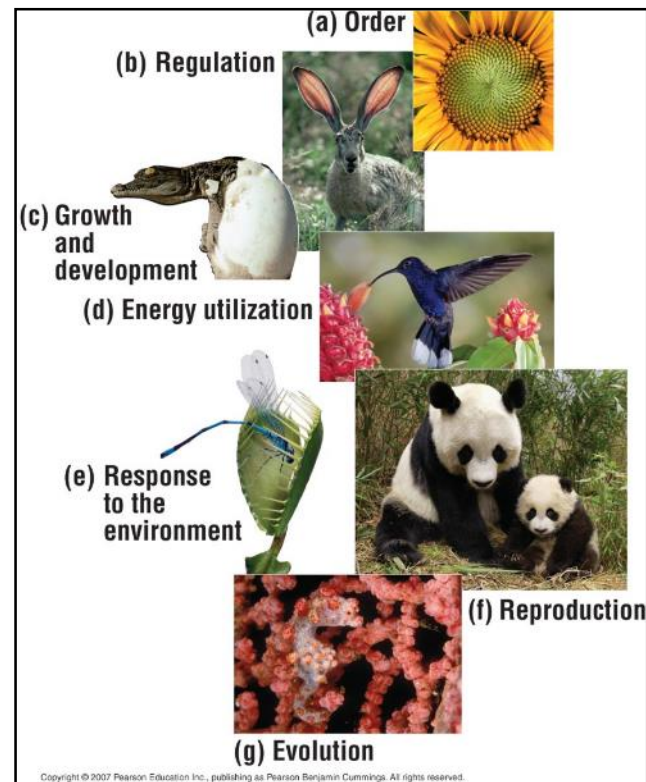 (a) Order
(b) Regulation
(c) Growth
and
development
(d) Energy utilization
(e) Response
to the
environment
(f) Reproduction
(g) Evolution
Copyright © 2007 Pearson Education Inc., publishing as Pearson Benjamin Cummings. All rights reserved.